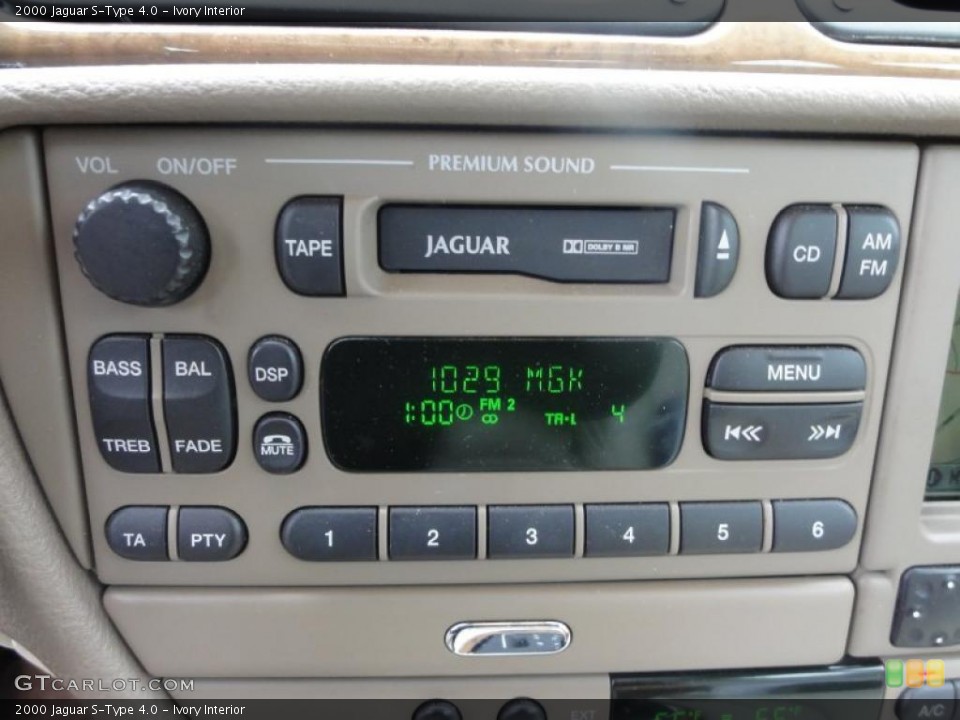 2000 Jaguar S-Type 4.0 - Ivory Interior
VOL ON/OFF PREMIUM SOUND
TAPE JAGUAR DOLBY B NR CD AM
FM
BASS BAL DSP 1029 MGK MENU
1:00 FM 2 TA-L 4
TREB FADE MUTE
TA PTY 1 2 3 4 5 6
GTCARLOT.COM
2000 Jaguar S-Type 4.0 - Ivory Interior
EXT A/C